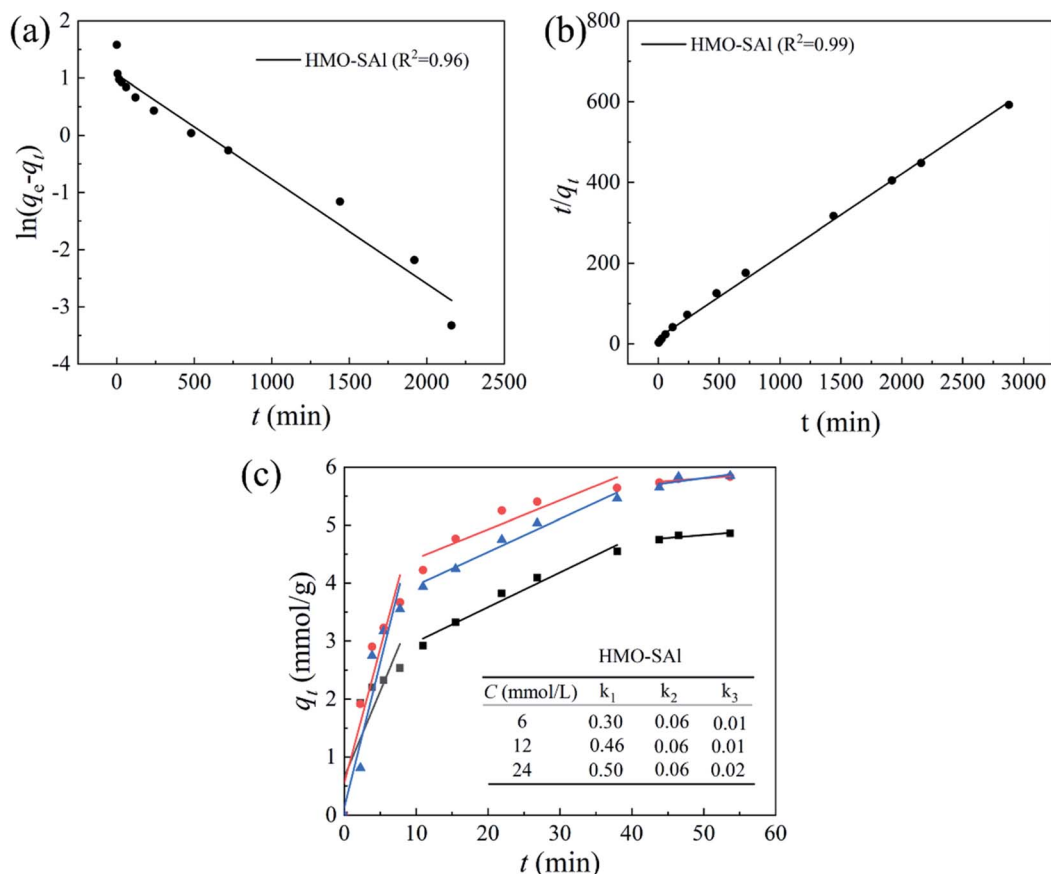 (a)
2
1
0
-1
-2
-3
-4
ln(qₑ-qₜ)
HMO-SAl (R²=0.96)
0 500 1000 1500 2000 2500
t (min)
(b)
800
600
400
200
0
t/qₜ
HMO-SAl (R²=0.99)
0 500 1000 1500 2000 2500 3000
t (min)
(c)
6
5
4
3
2
1
0
qₜ (mmol/g)
HMO-SAl
C (mmol/L) k₁ k₂ k₃
6 0.30 0.06 0.01
12 0.46 0.06 0.01
24 0.50 0.06 0.02
0 10 20 30 40 50 60
t (min)